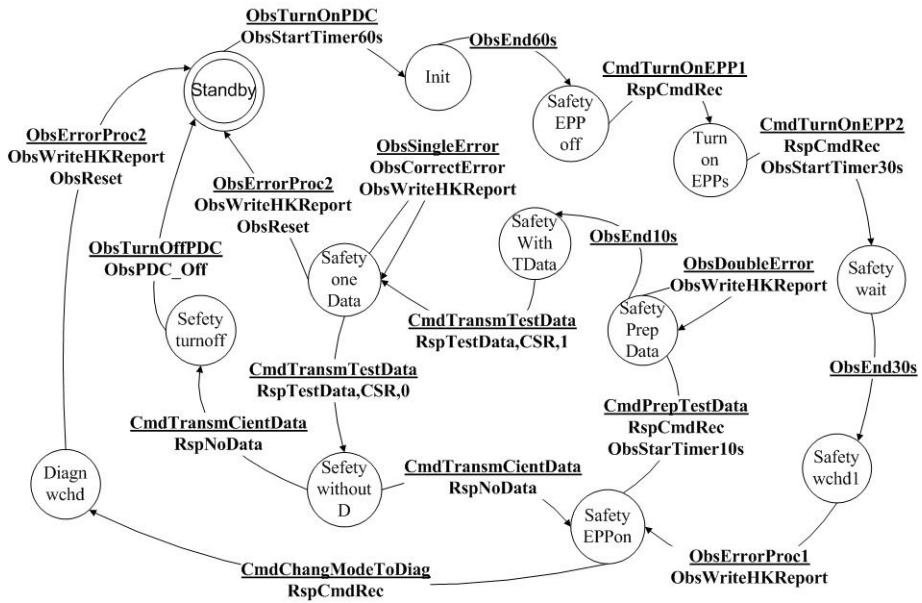 ObsTurnOnPDC
ObsStartTimer60s
Standby
Init
ObsEnd60s
Safety
EPP
off
CmdTurnOnEPP1
RspCmdRec
Turn
on
EPPs
CmdTurnOnEPP2
RspCmdRec
ObsStartTimer30s
ObsErrorProc2
ObsWriteHKReport
ObsReset
ObsErrorProc2
ObsWriteHKReport
ObsReset
ObsSingleError
ObsCorrectError
ObsWriteHKReport
ObsTurnOffPDC
ObsPDC_Off
Safety
one
Data
Safety
With
TData
ObsEnd10s
ObsDoubleError
ObsWriteHKReport
Safety
wait
Sefety
turnoff
CmdTransmTestData
RspTestData,CSR,1
Safety
Prep
Data
CmdTransmTestData
RspTestData,CSR,0
ObsEnd30s
CmdTransmCientData
RspNoData
CmdPrepTestData
RspCmdRec
ObsStarTimer10s
Diagn
wchd
Sefety
without
D
CmdTransmCientData
RspNoData
Safety
wchd1
Safety
EPPon
ObsErrorProc1
ObsWriteHKReport
CmdChangModeToDiag
RspCmdRec